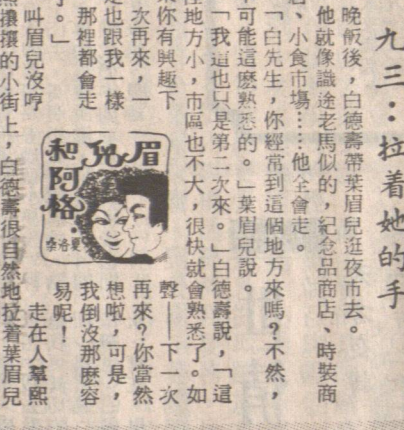 九三：拉着她的手
晚飯後，白德壽帶葉眉兒逛夜市去。
他就像識途老馬似的，紀念品商店、時裝商
店、小食市塲……他全會走。
「白先生，你經常到這個地方來嗎？不然，
可能這麽熟悉的。」葉眉兒說。
「我這也只是第二次來。」白德壽說，「這
地方小，市區也不大，很快就會熟悉了。如
你有興趣下
次再來，一
也跟我一樣
那裡都會走
。」
叫眉兒沒哼
眉兒
和阿格
夏洛桑
聲——下一次
再來？你當然
想啦，可是，
我倒沒那麽容
易呢！
走在人羣熙
攘攘的小街上，白德壽很自然地拉着葉眉兒